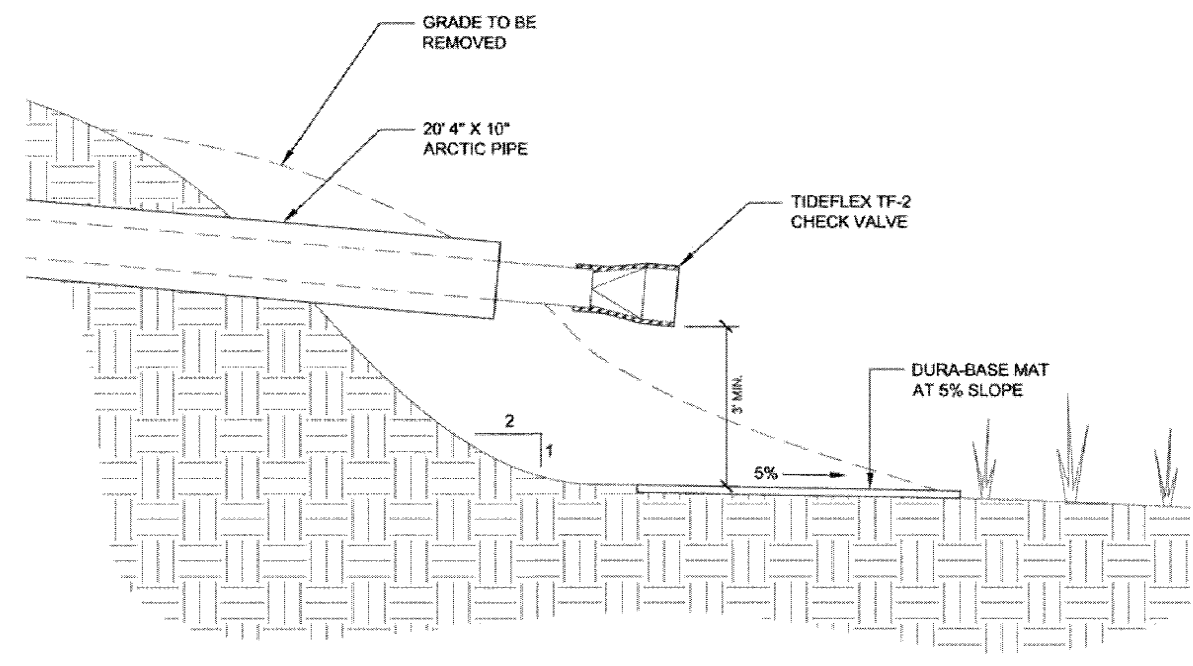 GRADE TO BE
REMOVED
20' 4" X 10"
ARCTIC PIPE
TIDEFLEX TF-2
CHECK VALVE
3' MIN.
DURA-BASE MAT
AT 5% SLOPE
2
1
5%